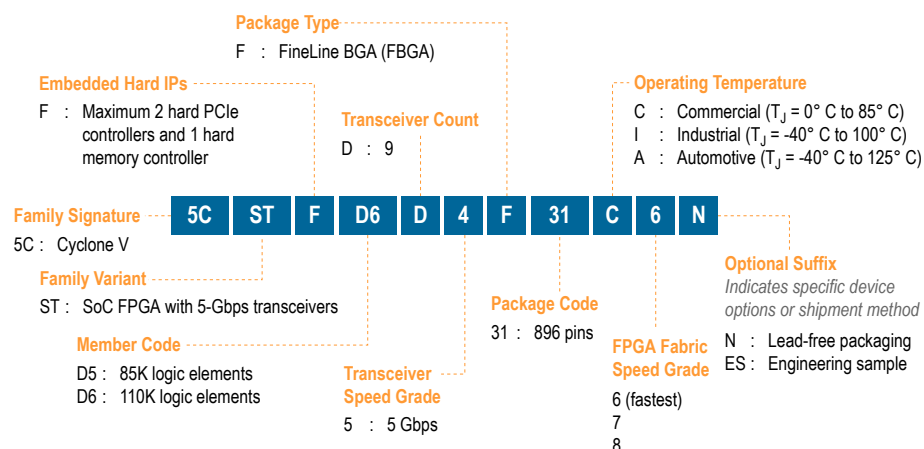 Package Type
F : FineLine BGA (FBGA)
Embedded Hard IPs
F : Maximum 2 hard PCIe
controllers and 1 hard
memory controller
Transceiver Count
D : 9
Operating Temperature
C : Commercial (TJ = 0° C to 85° C)
I : Industrial (TJ = -40° C to 100° C)
A : Automotive (TJ = -40° C to 125° C)
5C ST F D6 D 4 F 31 C 6 N
Family Signature
5C : Cyclone V
Family Variant
ST : SoC FPGA with 5-Gbps transceivers
Member Code
D5 : 85K logic elements
D6 : 110K logic elements
Transceiver
Speed Grade
5 : 5 Gbps
Package Code
31 : 896 pins
FPGA Fabric
Speed Grade
6 (fastest)
7
8
Optional Suffix
Indicates specific device
options or shipment method
N : Lead-free packaging
ES : Engineering sample